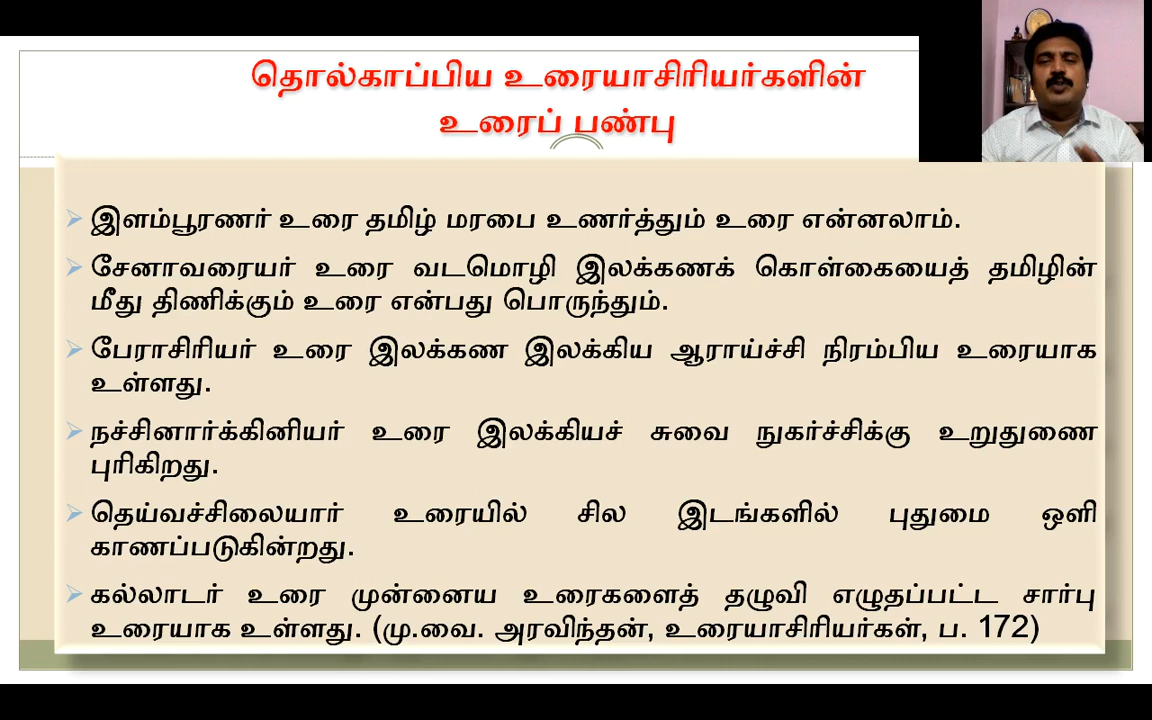 தொல்காப்பிய உரையாசிரியர்களின்
உரைப் பண்பு
இளம்பூரணர் உரை தமிழ் மரபை உணர்த்தும் உரை என்னலாம்.
சேனாவரையர் உரை வடமொழி இலக்கணக் கொள்கையைத் தமிழின்
மீது திணிக்கும் உரை என்பது பொருந்தும்.
பேராசிரியர் உரை இலக்கண இலக்கிய ஆராய்ச்சி நிரம்பிய உரையாக
உள்ளது.
நச்சினார்க்கினியர் உரை இலக்கியச் சுவை நுகர்ச்சிக்கு உறுதுணை
புரிகிறது.
தெய்வச்சிலையார் உரையில் சில இடங்களில் புதுமை ஒளி
காணப்படுகின்றது.
கல்லாடர் உரை முன்னைய உரைகளைத் தழுவி எழுதப்பட்ட சார்பு
உரையாக உள்ளது. (மு.வை. அரவிந்தன், உரையாசிரியர்கள், ப. 172)